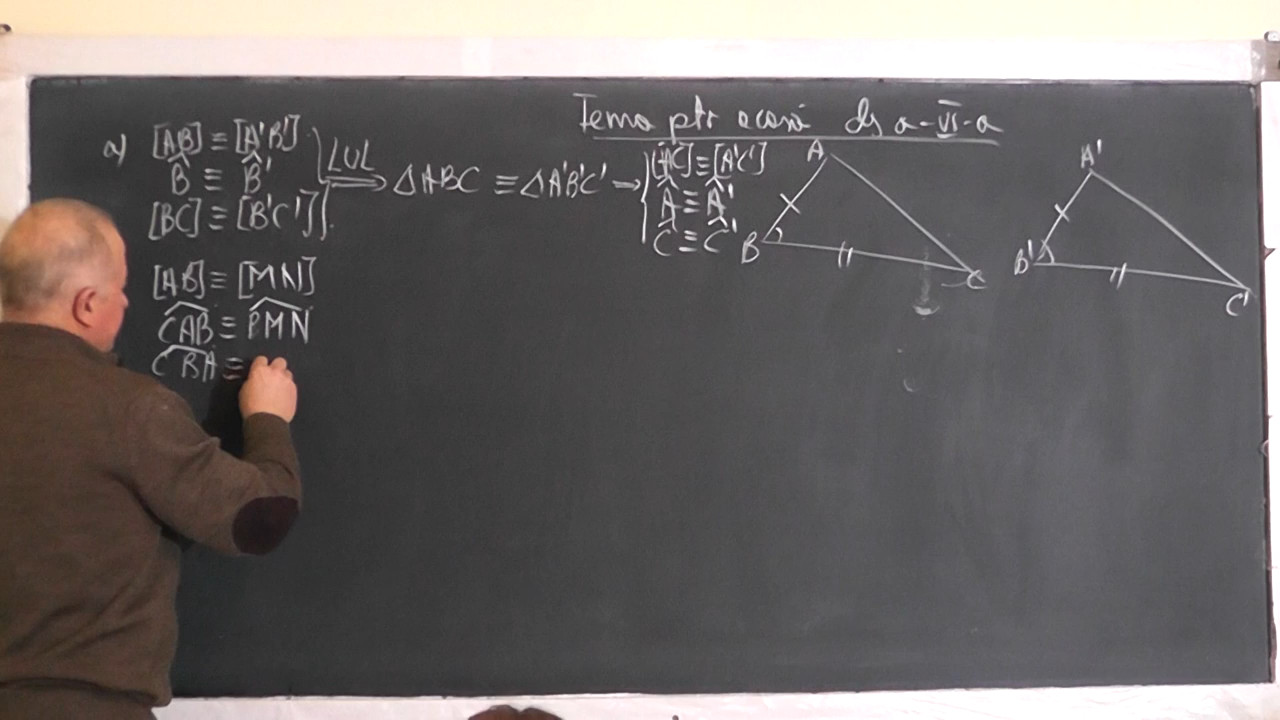 Tema ptr acasă cls a-VI-a
a) [AB] ≡ [A'B']
B̂ ≡ B̂'
[BC] ≡ [B'C']
LUL
⟹ ΔABC ≡ ΔA'B'C' →
[AC] ≡ [A'C']
Â ≡ Â'
Ĉ ≡ Ĉ'
A
B
C
A'
B'
C'
[AB] ≡ [MN]
CAB ≡ PMN
CBA ≡